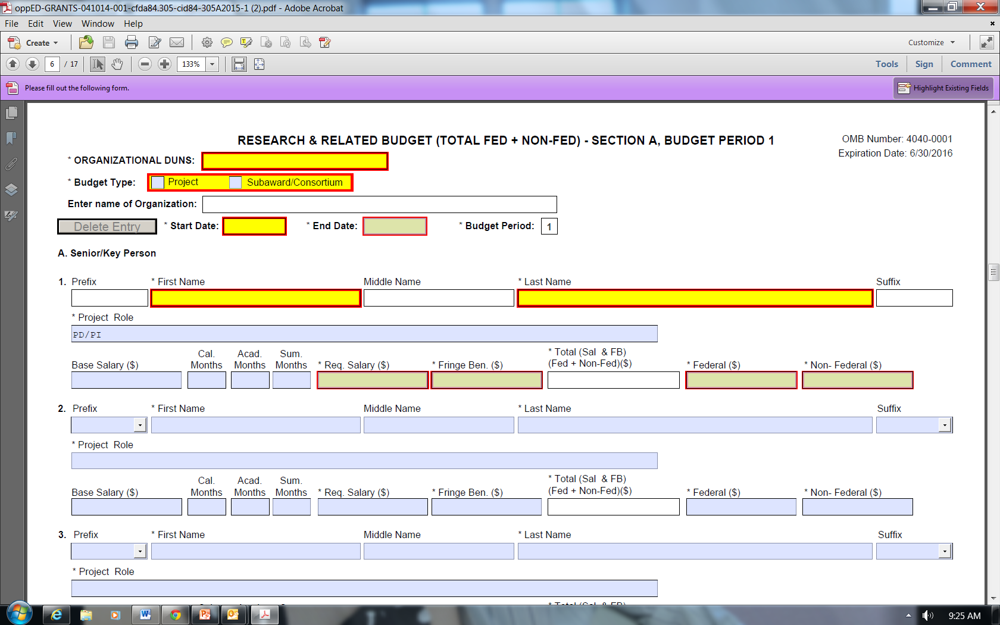 oppED-GRANTS-041014-001-cfda84.305-cid84-305A2015-1 (2).pdf - Adobe Acrobat
File Edit View Window Help
Create Customize
6 / 17 133% Tools Sign Comment
Please fill out the following form. Highlight Existing Fields
RESEARCH & RELATED BUDGET (TOTAL FED + NON-FED) - SECTION A, BUDGET PERIOD 1
OMB Number: 4040-0001
Expiration Date: 6/30/2016
* ORGANIZATIONAL DUNS:
* Budget Type: Project Subaward/Consortium
Enter name of Organization:
Delete Entry * Start Date: * End Date: * Budget Period: 1
A. Senior/Key Person
1. Prefix * First Name Middle Name * Last Name Suffix
* Project Role
PD/PI
Base Salary ($) Cal. Months Acad. Months Sum. Months * Req. Salary ($) * Fringe Ben. ($) * Total (Sal & FB) (Fed + Non-Fed)($) * Federal ($) * Non- Federal ($)
2. Prefix * First Name Middle Name * Last Name Suffix
* Project Role
Base Salary ($) Cal. Months Acad. Months Sum. Months * Req. Salary ($) * Fringe Ben. ($) * Total (Sal & FB) (Fed + Non-Fed)($) * Federal ($) * Non- Federal ($)
3. Prefix * First Name Middle Name * Last Name Suffix
* Project Role
* Total (Sal & FB)
9:25 AM